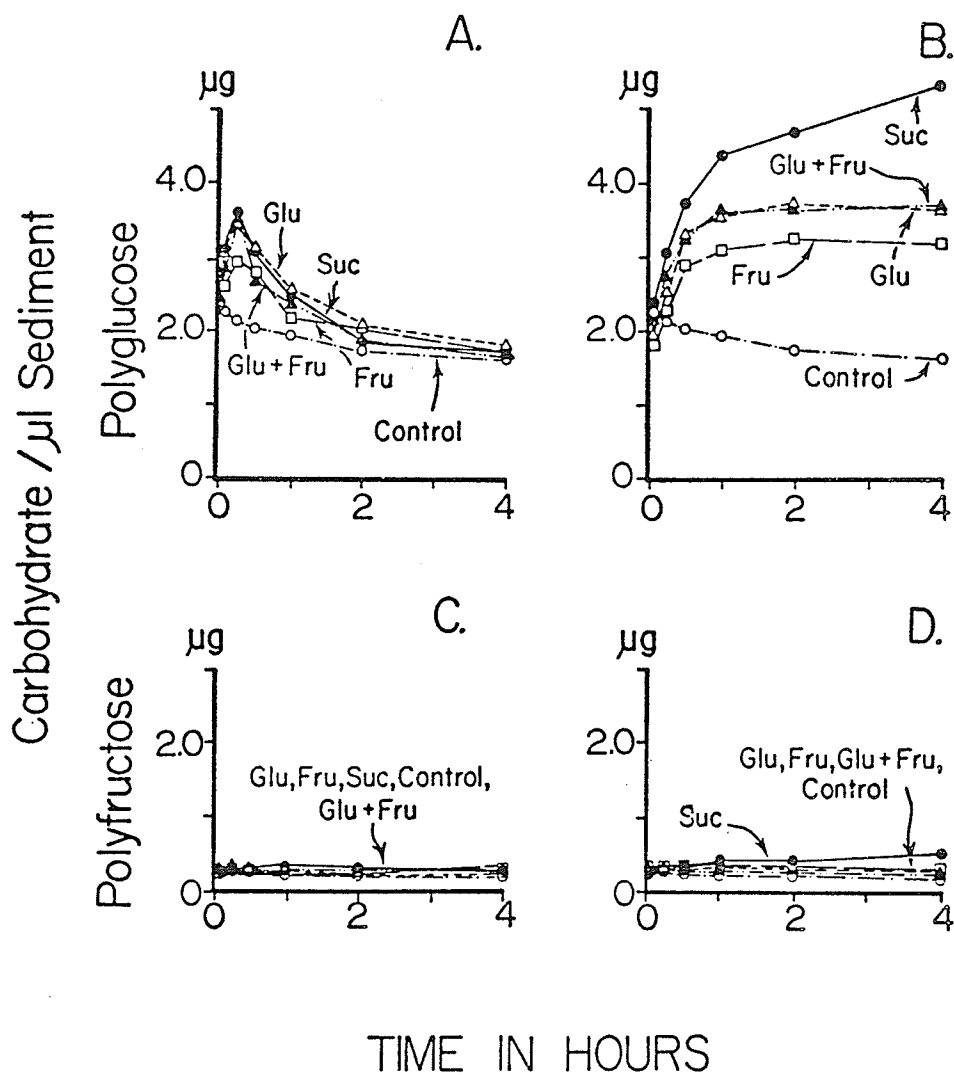 A.
B.
µg
µg
4.0
2.0
0
0
2
4
Glu
Suc
Glu + Fru
Fru
Control
4.0
2.0
0
0
2
4
Suc
Glu + Fru
Fru
Glu
Control
Carbohydrate / µl Sediment
Polyglucose
C.
D.
µg
µg
2.0
0
0
2
4
Glu, Fru, Suc, Control,
Glu + Fru
2.0
0
0
2
4
Glu, Fru, Glu + Fru,
Control
Suc
Polyfructose
TIME IN HOURS